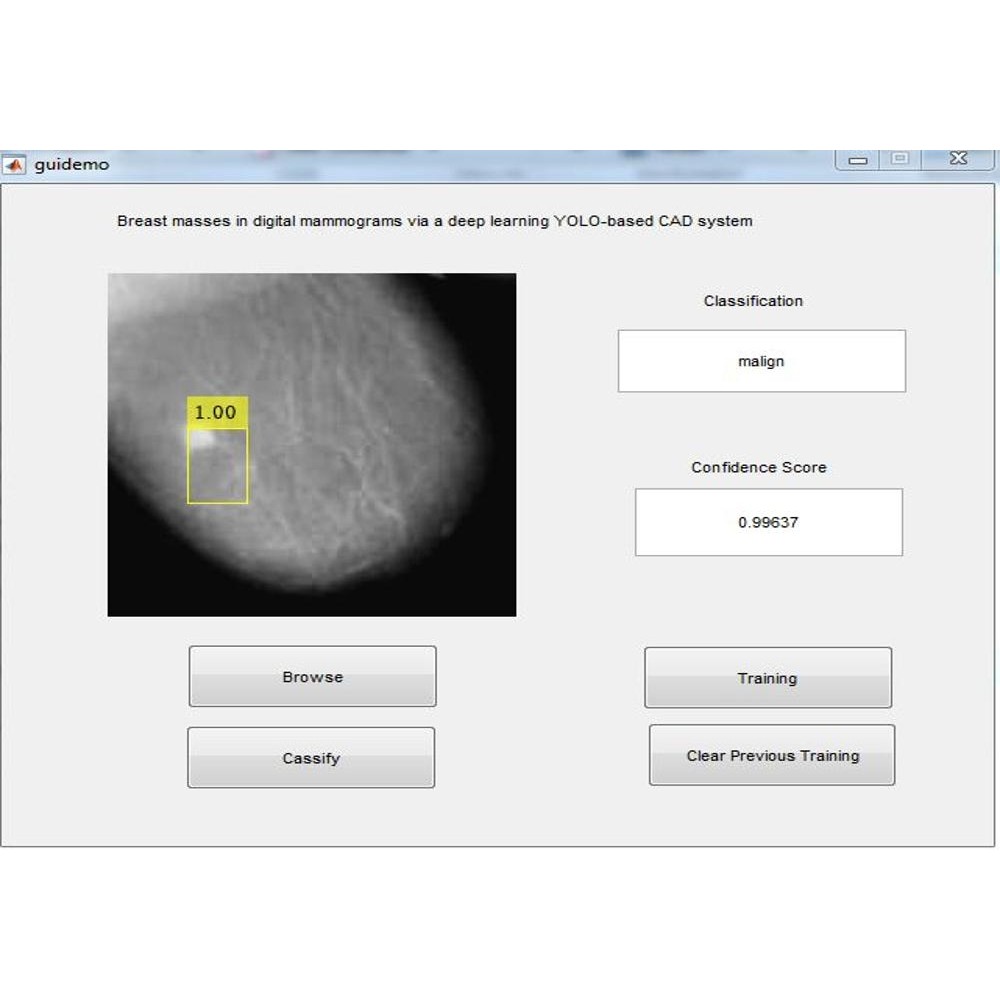 guidemo
Breast masses in digital mammograms via a deep learning YOLO-based CAD system
1.00
Classification
malign
Confidence Score
0.99637
Browse
Training
Cassify
Clear Previous Training